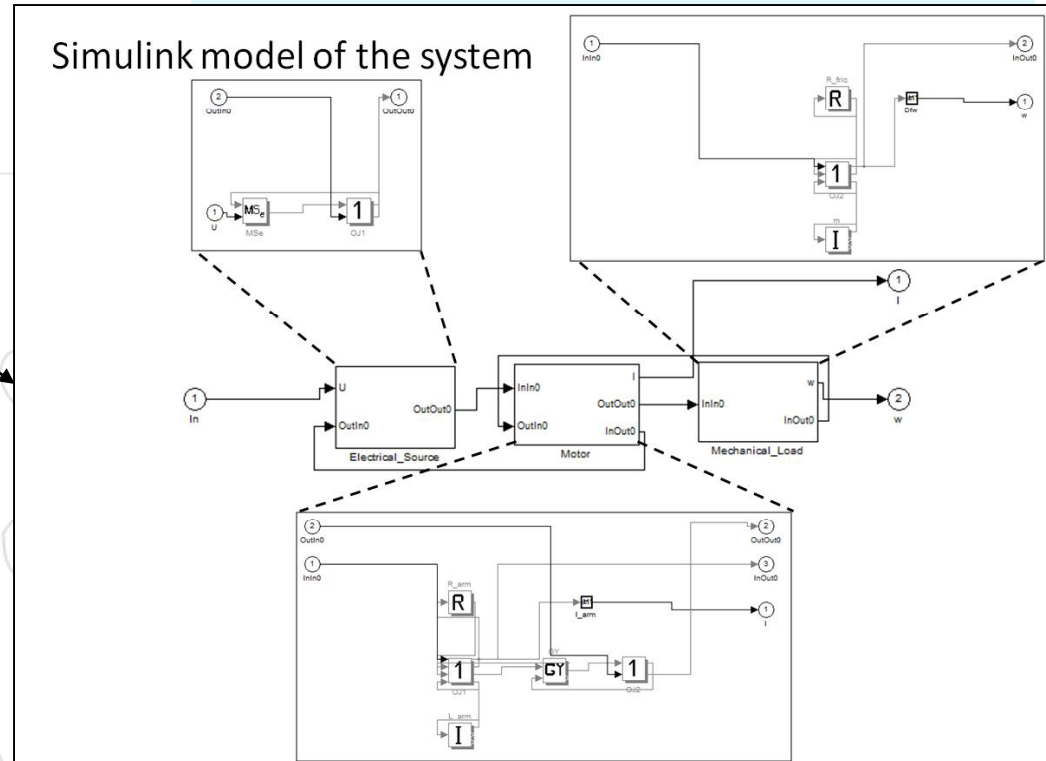 Simulink model of the system
2
OutIn0
1
OutOut0
1
U
MSe
MSe
1
OJ1
1
InIn0
2
InOut0
R_fric
R
1
w
1
OJ2
m
I
1
I
1
In
U
OutIn0
OutOut0
Electrical_Source
InIn0
OutIn0
I
OutOut0
InOut0
Motor
InIn0
w
InOut0
Mechanical_Load
2
w
2
OutIn0
1
InIn0
2
OutOut0
3
InOut0
R_arm
R
I_arm
1
I
1
OJ1
GY
GY
1
OJ2
L_arm
I